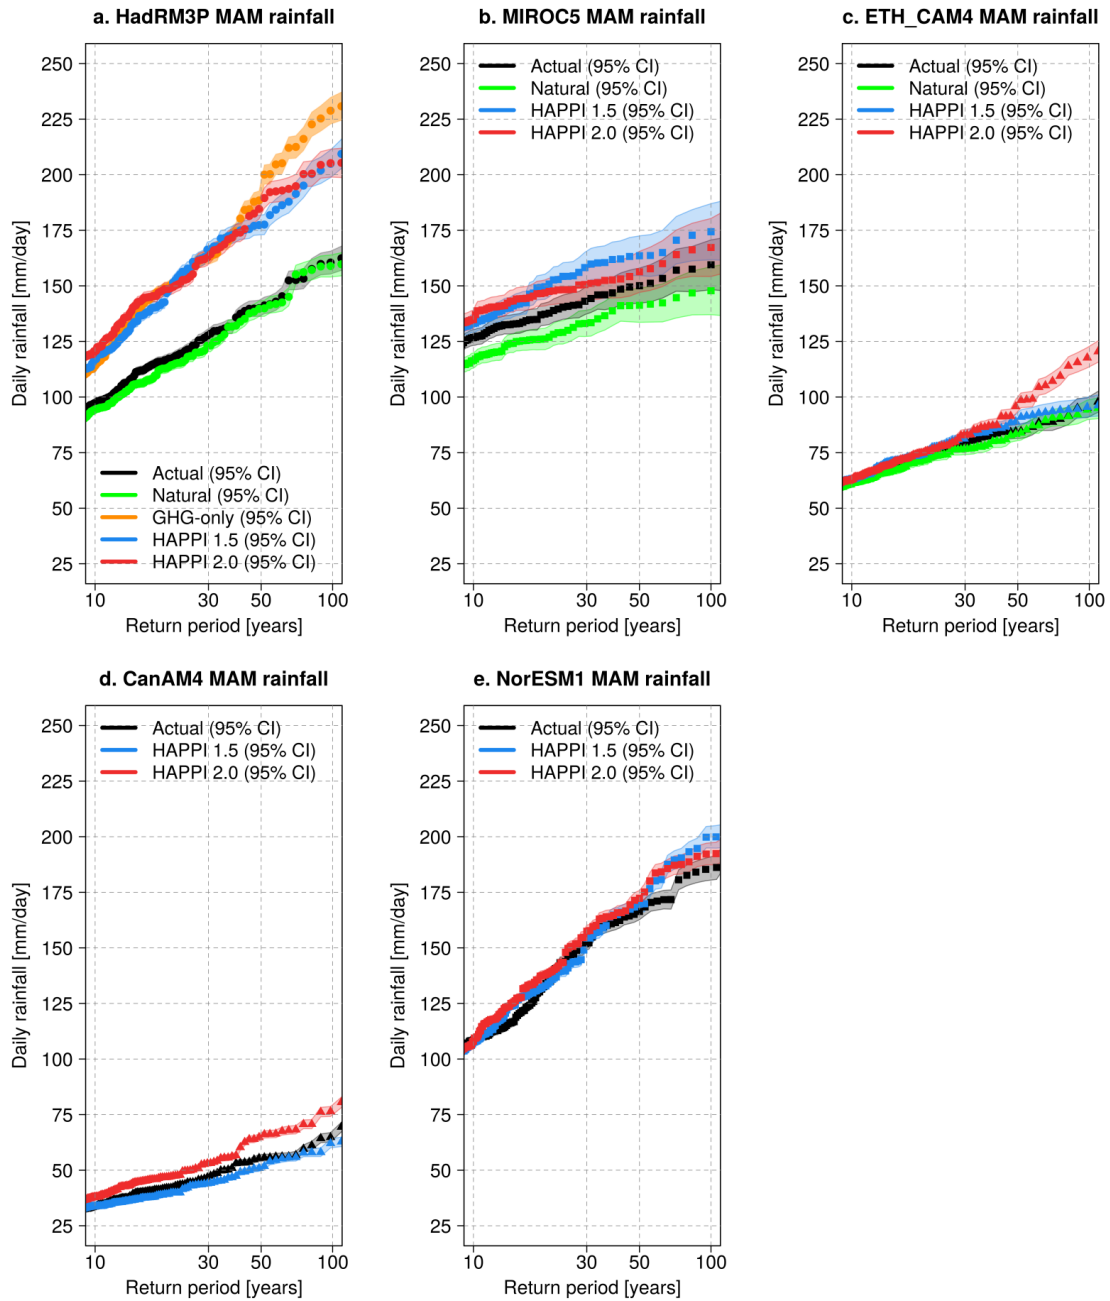 a. HadRM3P MAM rainfall
250
225
200
175
150
125
100
75
50
25
Daily rainfall [mm/day]
Actual (95% CI)
Natural (95% CI)
GHG-only (95% CI)
HAPPI 1.5 (95% CI)
HAPPI 2.0 (95% CI)
10 30 50 100
Return period [years]
b. MIROC5 MAM rainfall
250
225
200
175
150
125
100
75
50
25
Daily rainfall [mm/day]
Actual (95% CI)
Natural (95% CI)
HAPPI 1.5 (95% CI)
HAPPI 2.0 (95% CI)
10 30 50 100
Return period [years]
c. ETH_CAM4 MAM rainfall
250
225
200
175
150
125
100
75
50
25
Daily rainfall [mm/day]
Actual (95% CI)
Natural (95% CI)
HAPPI 1.5 (95% CI)
HAPPI 2.0 (95% CI)
10 30 50 100
Return period [years]
d. CanAM4 MAM rainfall
250
225
200
175
150
125
100
75
50
25
Daily rainfall [mm/day]
Actual (95% CI)
HAPPI 1.5 (95% CI)
HAPPI 2.0 (95% CI)
10 30 50 100
Return period [years]
e. NorESM1 MAM rainfall
250
225
200
175
150
125
100
75
50
25
Daily rainfall [mm/day]
Actual (95% CI)
HAPPI 1.5 (95% CI)
HAPPI 2.0 (95% CI)
10 30 50 100
Return period [years]